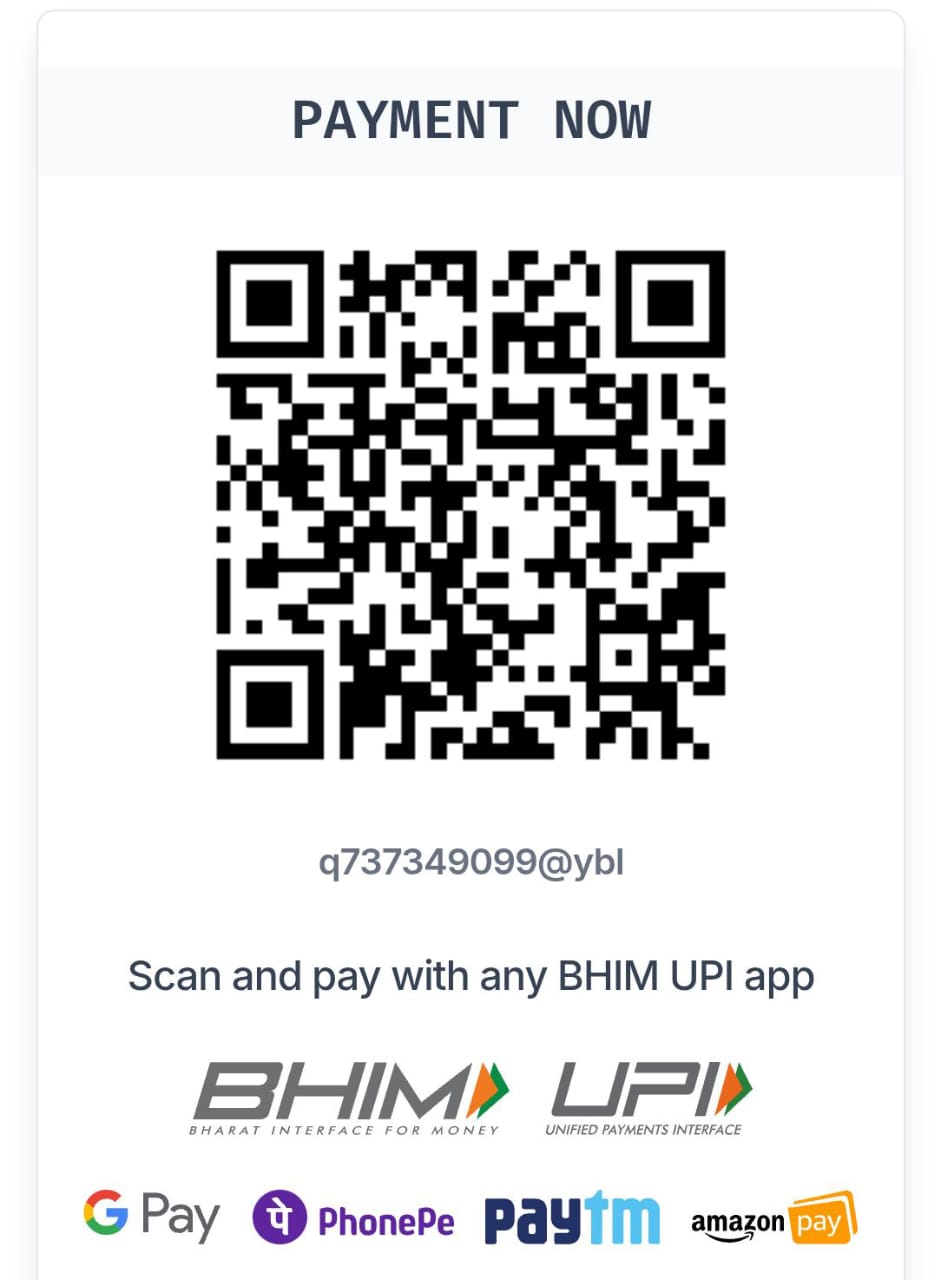 PAYMENT NOW
q737349099@ybl
Scan and pay with any BHIM UPI app
BHIM UPI
BHARAT INTERFACE FOR MONEY UNIFIED PAYMENTS INTERFACE
G Pay पे PhonePe paytm amazon pay